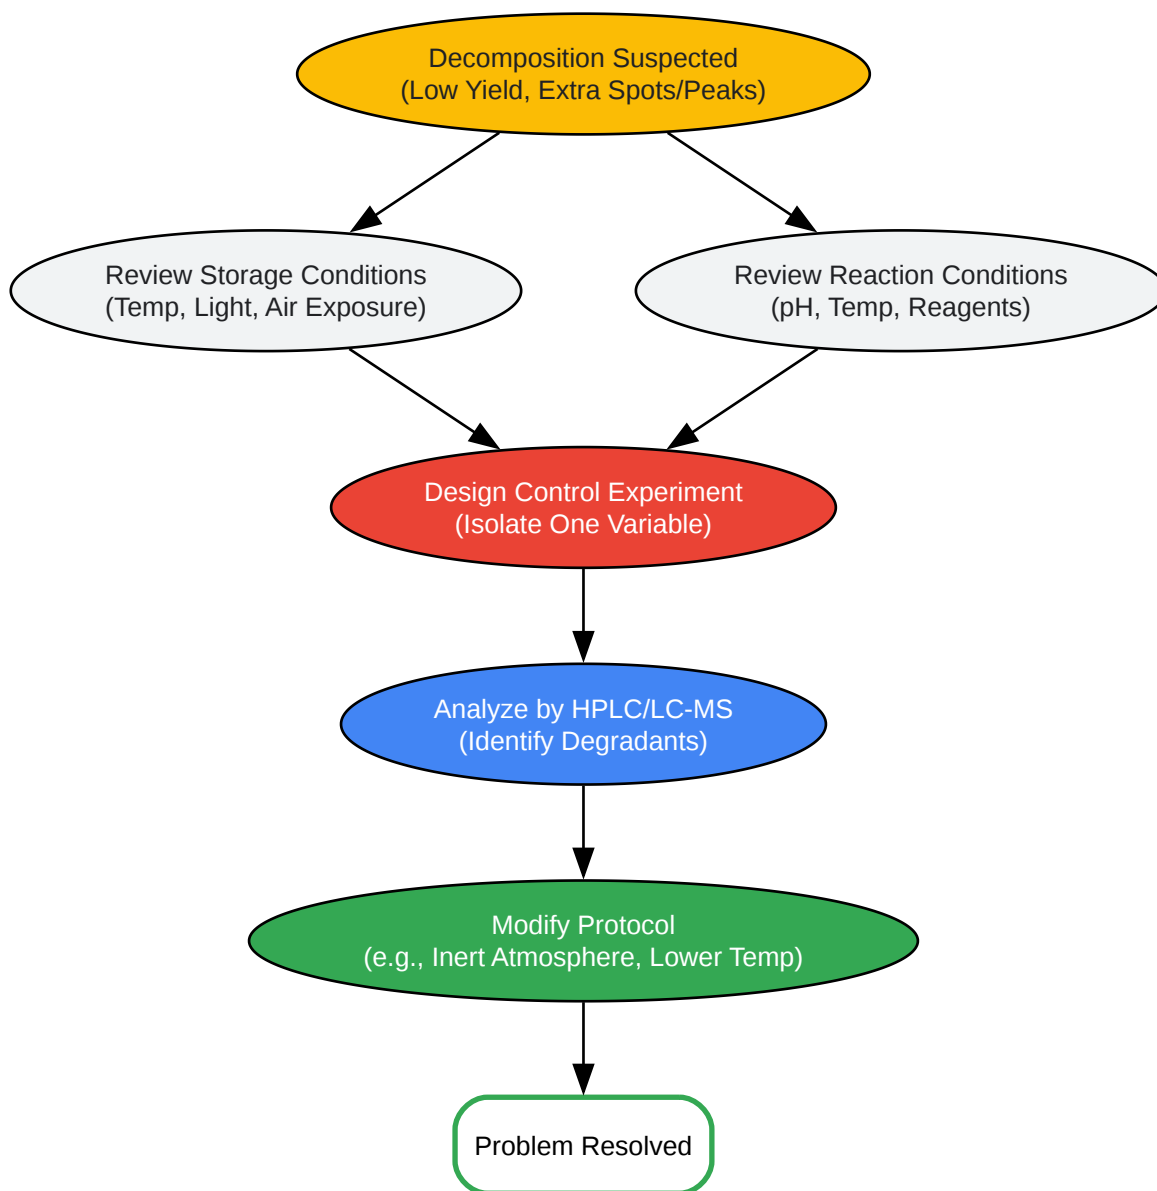 Decomposition Suspected
(Low Yield, Extra Spots/Peaks)
Review Storage Conditions
(Temp, Light, Air Exposure)
Review Reaction Conditions
(pH, Temp, Reagents)
Design Control Experiment
(Isolate One Variable)
Analyze by HPLC/LC-MS
(Identify Degradants)
Modify Protocol
(e.g., Inert Atmosphere, Lower Temp)
Problem Resolved